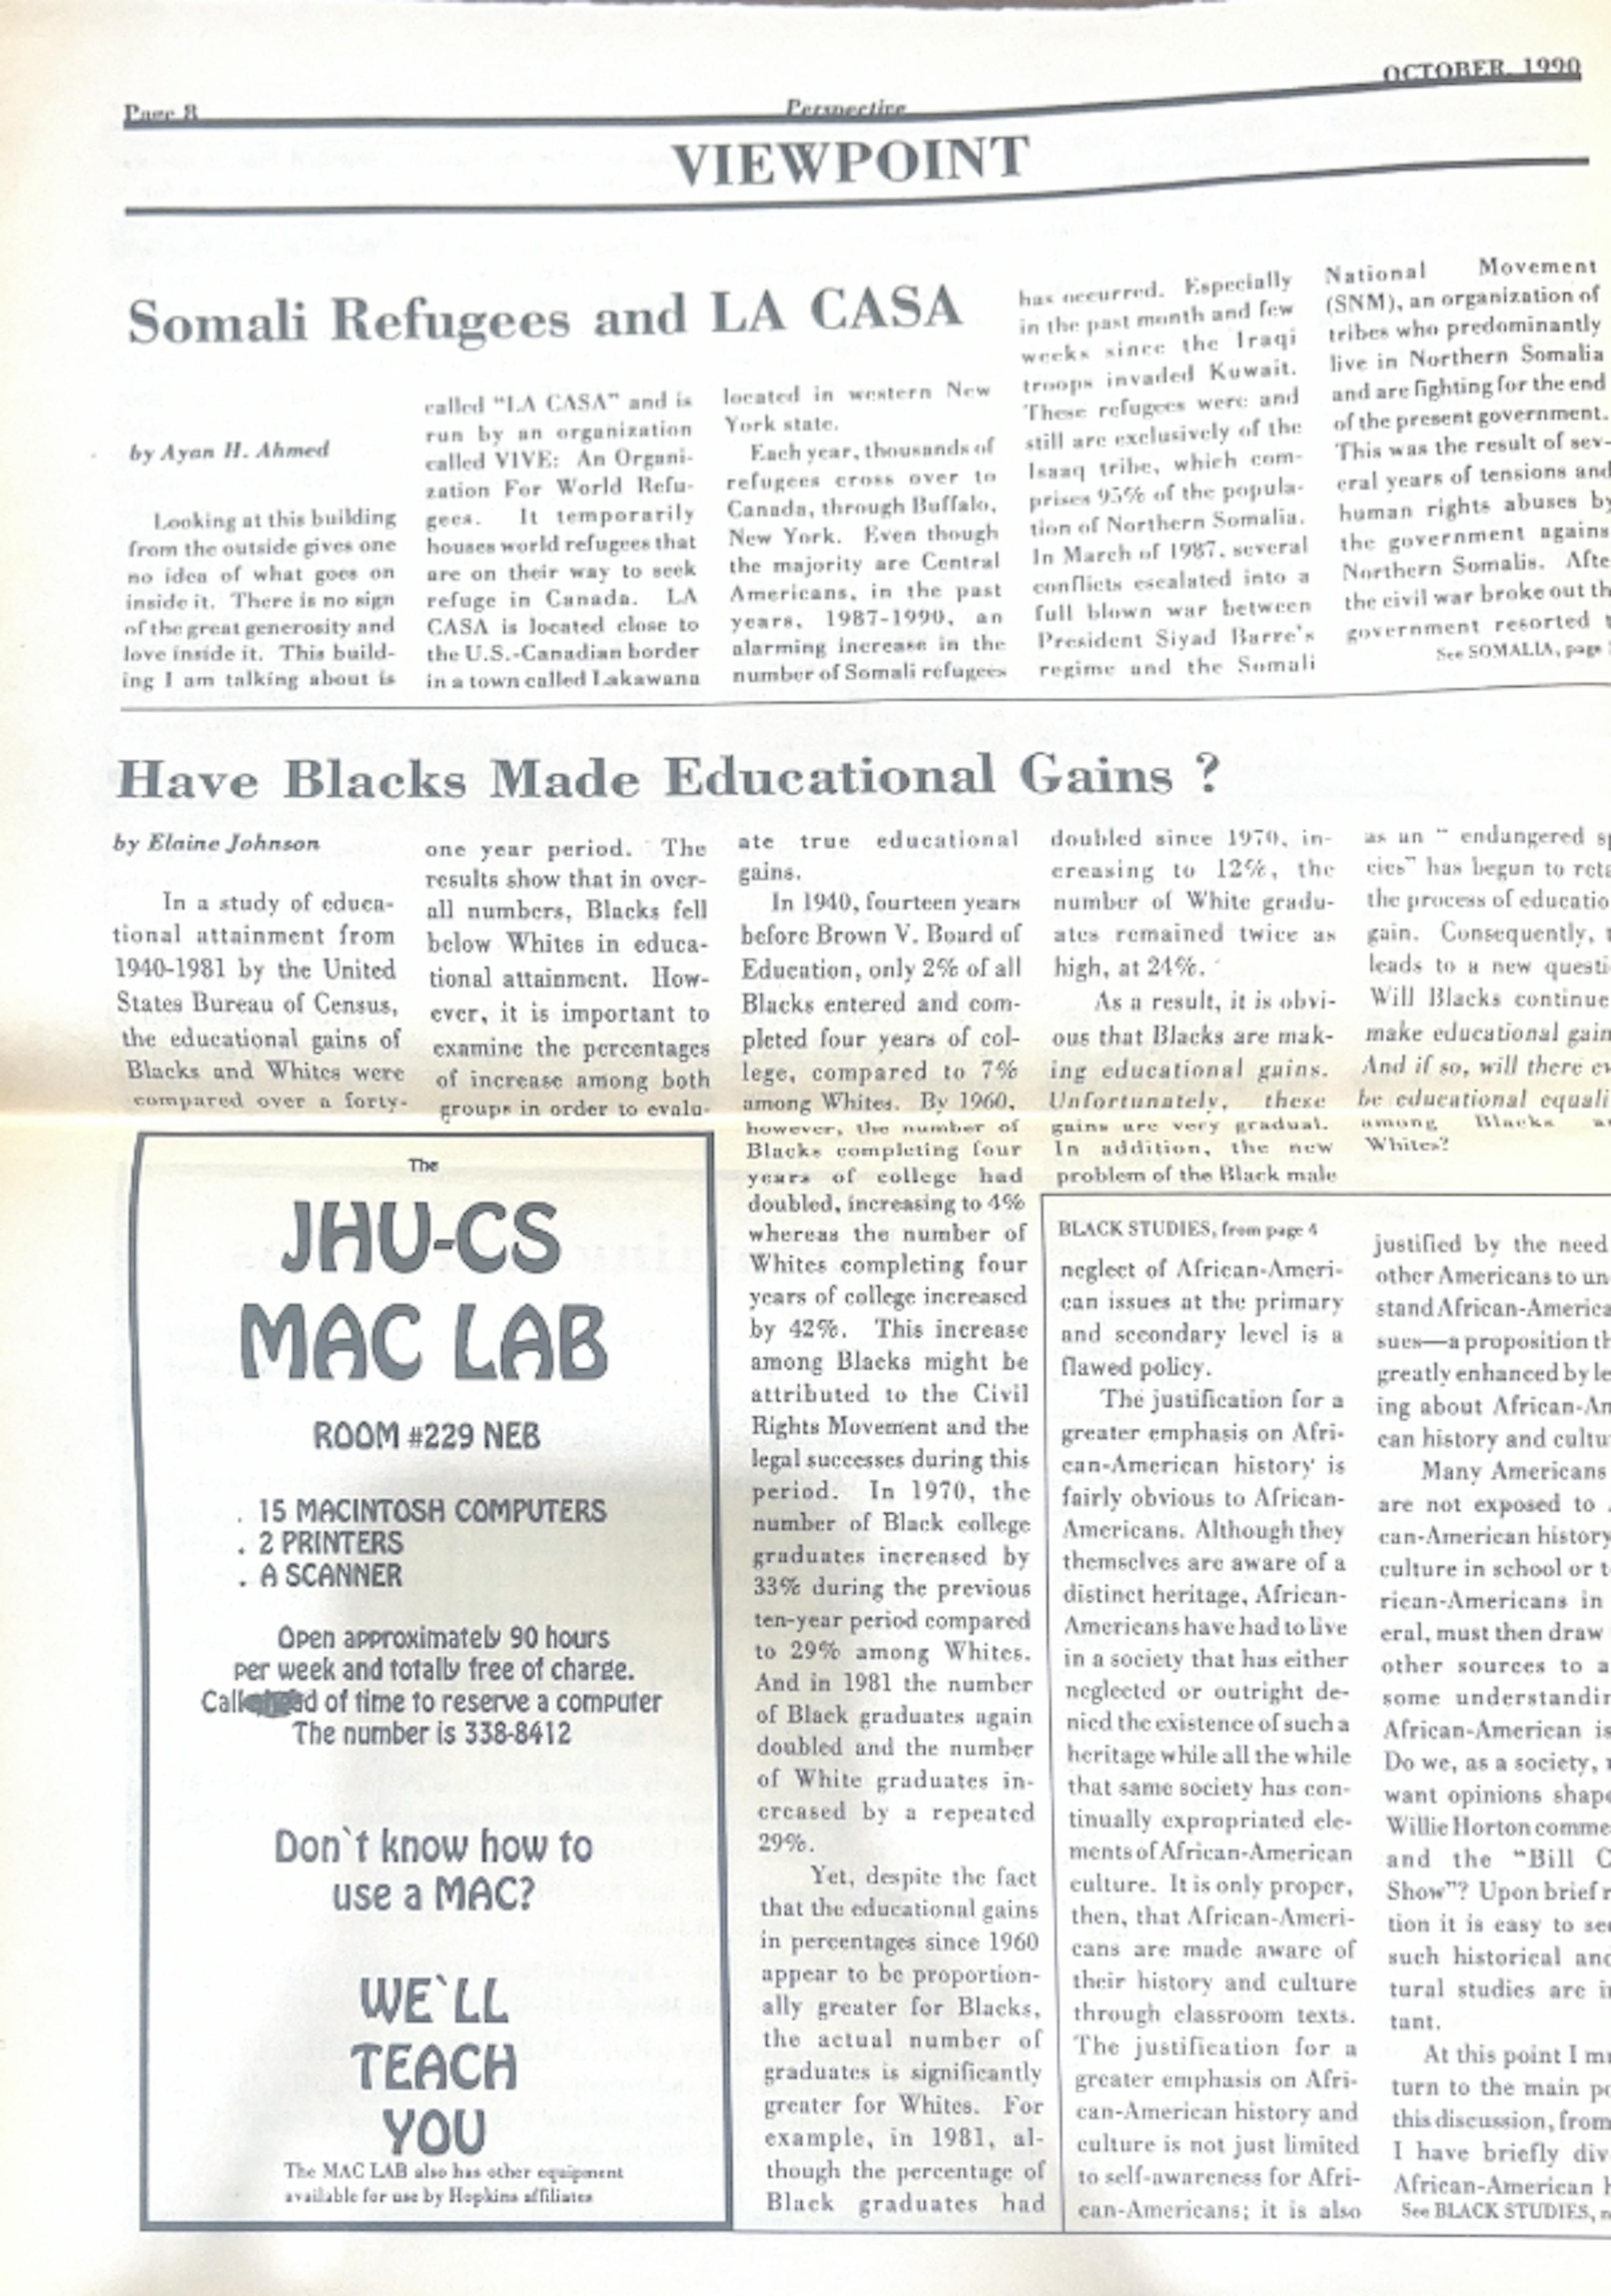 Page 8
Perspective
OCTOBER, 1990
VIEWPOINT
Somali Refugees and LA CASA
by Ayan H. Ahmed
Looking at this building
from the outside gives one
no idea of what goes on
inside it. There is no sign
of the great generosity and
love inside it. This build-
ing I am talking about is
called "LA CASA" and is
run by an organization
called VIVE: An Organi-
zation For World Refu-
gees. It temporarily
houses world refugees that
are on their way to seek
refuge in Canada. LA
CASA is located close to
the U.S.-Canadian border
in a town called Lakawana
located in western New
York state.
Each year, thousands of
refugees cross over to
Canada, through Buffalo,
New York. Even though
the majority are Central
Americans, in the past
years, 1987-1990, an
alarming increase in the
number of Somali refugees
has occurred. Especially
in the past month and few
weeks since the Iraqi
troops invaded Kuwait.
These refugees were and
still are exclusively of the
Isaaq tribe, which com-
prises 95% of the popula-
tion of Northern Somalia.
In March of 1987, several
conflicts escalated into a
full blown war between
President Siyad Barre's
regime and the Somali
National Movement
(SNM), an organization of
tribes who predominantly
live in Northern Somalia
and are fighting for the end
of the present government.
This was the result of sev-
eral years of tensions and
human rights abuses by
the government agains
Northern Somalis. Afte
the civil war broke out th
government resorted t
See SOMALIA, page
Have Blacks Made Educational Gains ?
by Elaine Johnson
In a study of educa-
tional attainment from
1940-1981 by the United
States Bureau of Census,
the educational gains of
Blacks and Whites were
compared over a forty-
one year period. The
results show that in over-
all numbers, Blacks fell
below Whites in educa-
tional attainment. How-
ever, it is important to
examine the percentages
of increase among both
groups in order to evalu-
ate true educational
gains.
In 1940, fourteen years
before Brown V. Board of
Education, only 2% of all
Blacks entered and com-
pleted four years of col-
lege, compared to 7%
among Whites. By 1960,
however, the number of
Blacks completing four
years of college had
doubled, increasing to 4%
whereas the number of
Whites completing four
years of college increased
by 42%. This increase
among Blacks might be
attributed to the Civil
Rights Movement and the
legal successes during this
period. In 1970, the
number of Black college
graduates increased by
33% during the previous
ten-year period compared
to 29% among Whites.
And in 1981 the number
of Black graduates again
doubled and the number
of White graduates in-
creased by a repeated
29%.
Yet, despite the fact
that the educational gains
in percentages since 1960
appear to be proportion-
ally greater for Blacks,
the actual number of
graduates is significantly
greater for Whites. For
example, in 1981, al-
though the percentage of
Black graduates had
doubled since 1970, in-
creasing to 12%, the
number of White gradu-
ates remained twice as
high, at 24%.
As a result, it is obvi-
ous that Blacks are mak-
ing educational gains.
Unfortunately, these
gains are very gradual.
In addition, the new
problem of the Black male
as an " endangered sp
cies" has begun to reta
the process of educatio
gain. Consequently, t
leads to a new questi
Will Blacks continue
make educational gain
And if so, will there ev
be educational equali
among Blacks an
Whites?
The
JHU-CS
MAC LAB
ROOM #229 NEB
. 15 MACINTOSH COMPUTERS
. 2 PRINTERS
. A SCANNER
Open approximately 90 hours
per week and totally free of charge.
Call of time to reserve a computer
The number is 338-8412
Don`t know how to
use a MAC?
WE`LL
TEACH
YOU
The MAC LAB also has other equipment
available for use by Hopkins affiliates
BLACK STUDIES, from page 4
neglect of African-Ameri-
can issues at the primary
and secondary level is a
flawed policy.
The justification for a
greater emphasis on Afri-
can-American history is
fairly obvious to African-
Americans. Although they
themselves are aware of a
distinct heritage, African-
Americans have had to live
in a society that has either
neglected or outright de-
nied the existence of such a
heritage while all the while
that same society has con-
tinually expropriated ele-
ments of African-American
culture. It is only proper,
then, that African-Ameri-
cans are made aware of
their history and culture
through classroom texts.
The justification for a
greater emphasis on Afri-
can-American history and
culture is not just limited
to self-awareness for Afri-
can-Americans; it is also
justified by the need
other Americans to un
stand African-America
sues—a proposition th
greatly enhanced by le
ing about African-An
can history and cultu
Many Americans
are not exposed to
can-American history
culture in school or t
rican-Americans in
eral, must then draw
other sources to a
some understandin
African-American is
Do we, as a society,
want opinions shape
Willie Horton comme
and the "Bill C
Show"? Upon brief r
tion it is easy to see
such historical and
tural studies are i
tant.
At this point I mu
turn to the main po
this discussion, from
I have briefly div
African-American h
See BLACK STUDIES,